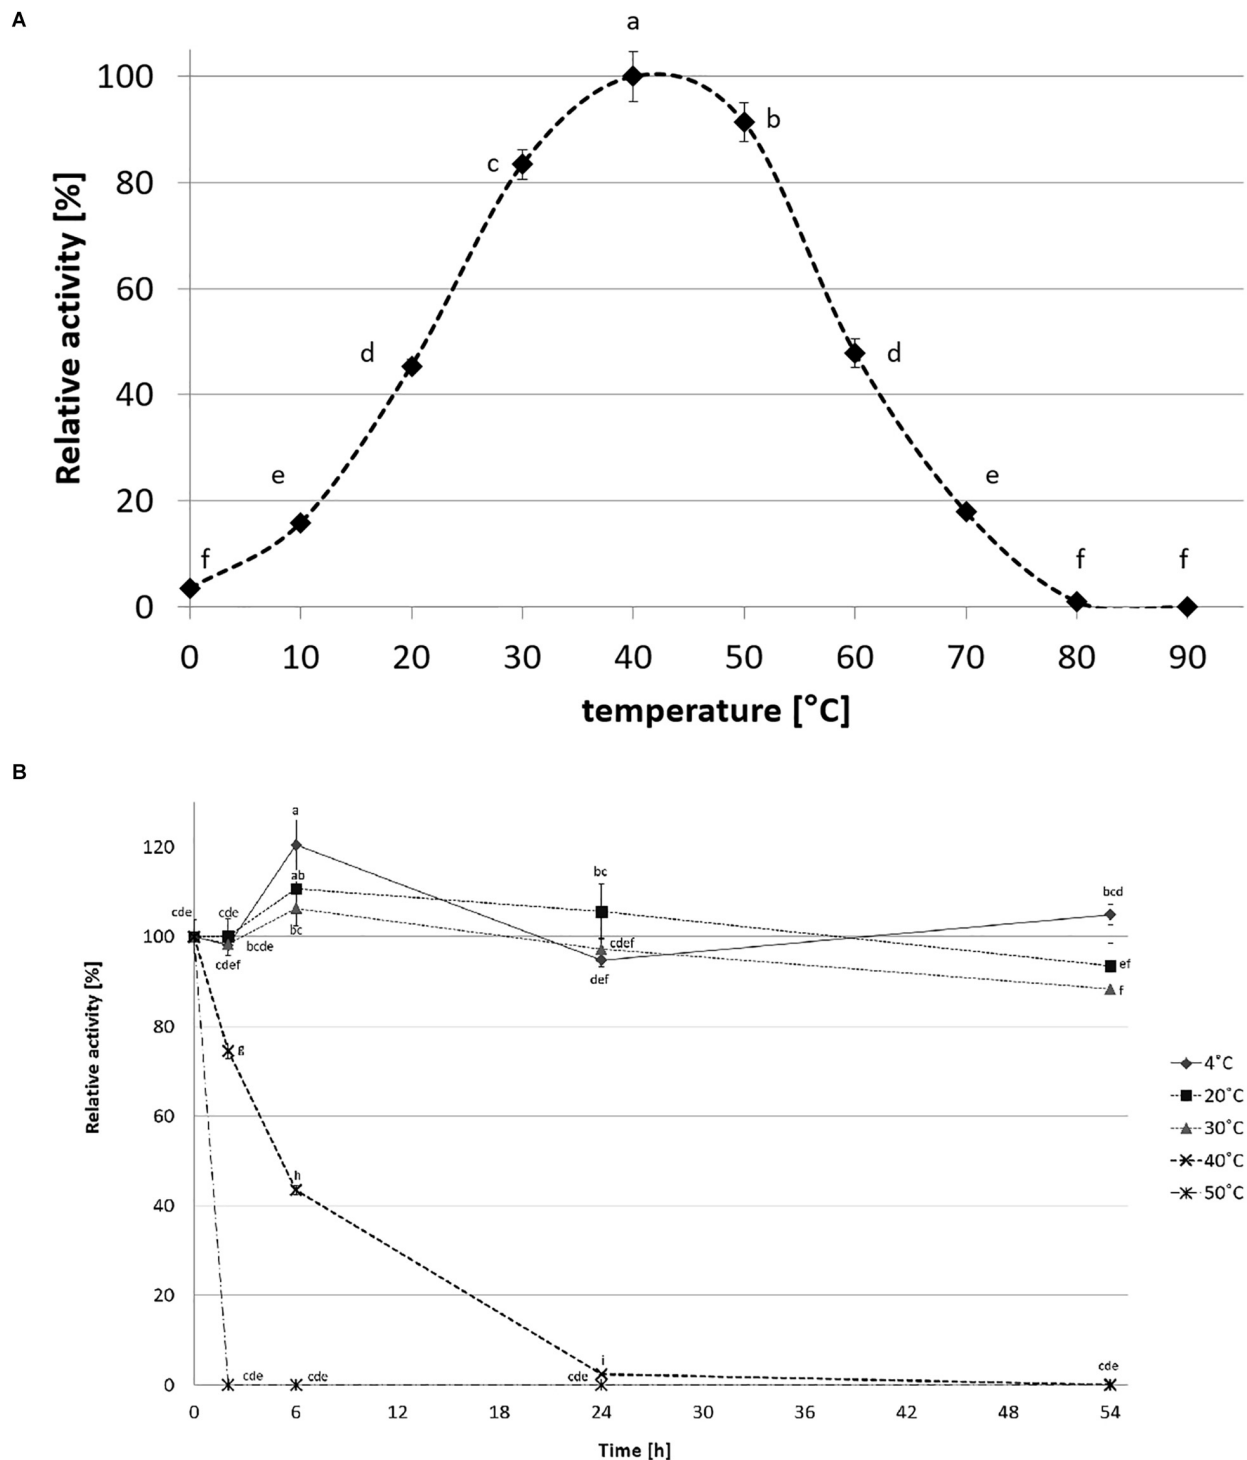 A
a
100
b
c
80
Relative activity [%]
60
d
d
40
e
e
20
f
f
f
0
0 10 20 30 40 50 60 70 80 90
temperature [°C]
B
a
120
ab
bc
bcd
cde
cde
100
bc
bcde
cdef
cdef
def
ef
f
Relative activity [%]
80
g
4°C
20°C
60
30°C
h
40°C
40
50°C
20
i
cde
cde
cde
cde
0
0 6 12 18 24 30 36 42 48 54
Time [h]